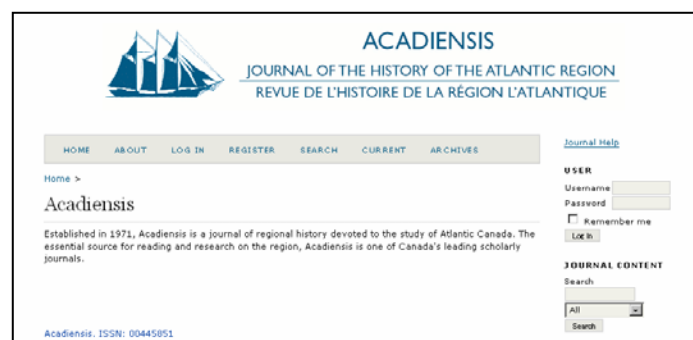 ACADIENSIS
JOURNAL OF THE HISTORY OF THE ATLANTIC REGION
REVUE DE L'HISTOIRE DE LA RÉGION L'ATLANTIQUE
HOME ABOUT LOG IN REGISTER SEARCH CURRENT ARCHIVES
Home >
Acadiensis
Established in 1971, Acadiensis is a journal of regional history devoted to the study of Atlantic Canada. The
essential source for reading and research on the region, Acadiensis is one of Canada's leading scholarly
journals.
Acadiensis. ISSN: 00445851
Journal Help
USER
Username
Password
Remember me
Log In
JOURNAL CONTENT
Search
All
Search